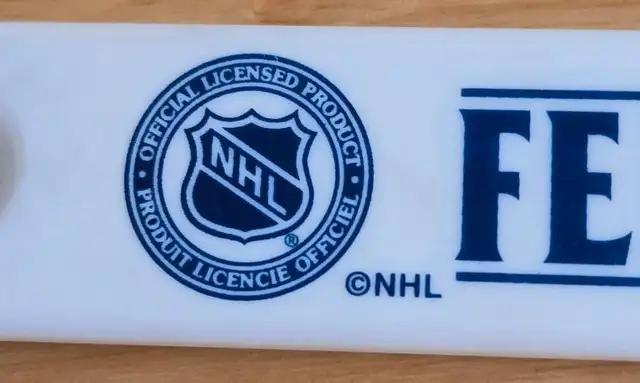 OFFICIAL LICENSED PRODUCT
NHL
®
• PRODUIT LICENCIE OFFICIEL •
©NHL
FE